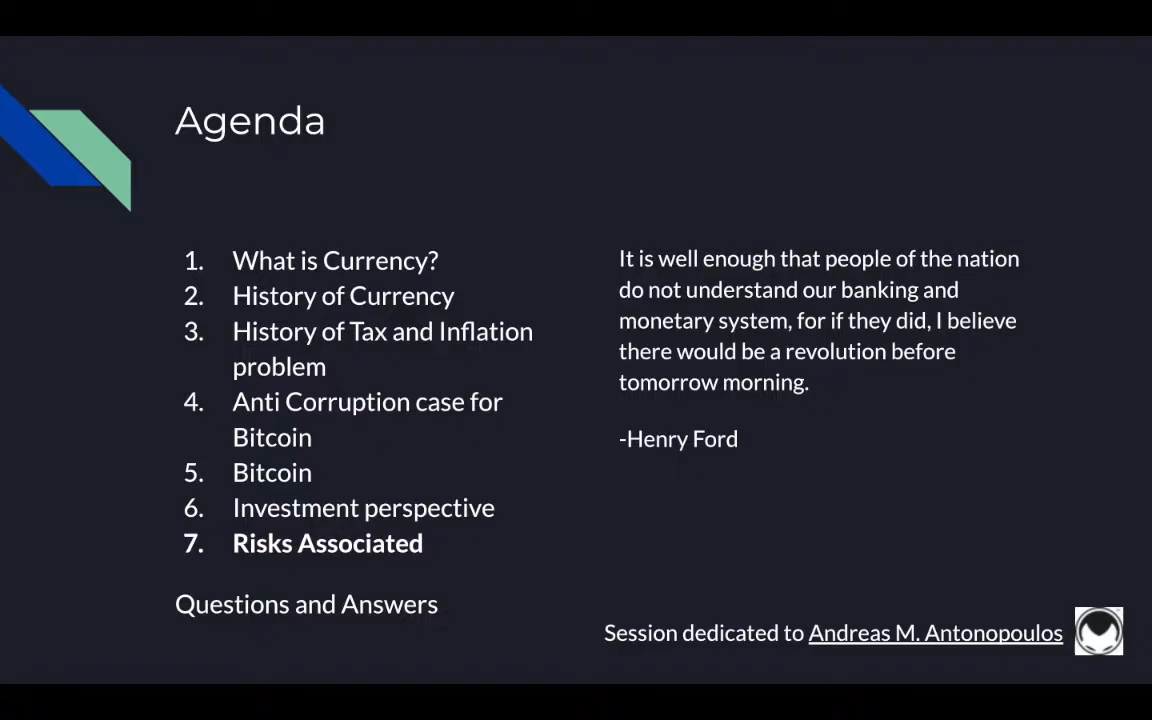 Agenda
1. What is Currency?
2. History of Currency
3. History of Tax and Inflation
problem
4. Anti Corruption case for
Bitcoin
5. Bitcoin
6. Investment perspective
7. Risks Associated
Questions and Answers
It is well enough that people of the nation
do not understand our banking and
monetary system, for if they did, I believe
there would be a revolution before
tomorrow morning.
-Henry Ford
Session dedicated to Andreas M. Antonopoulos